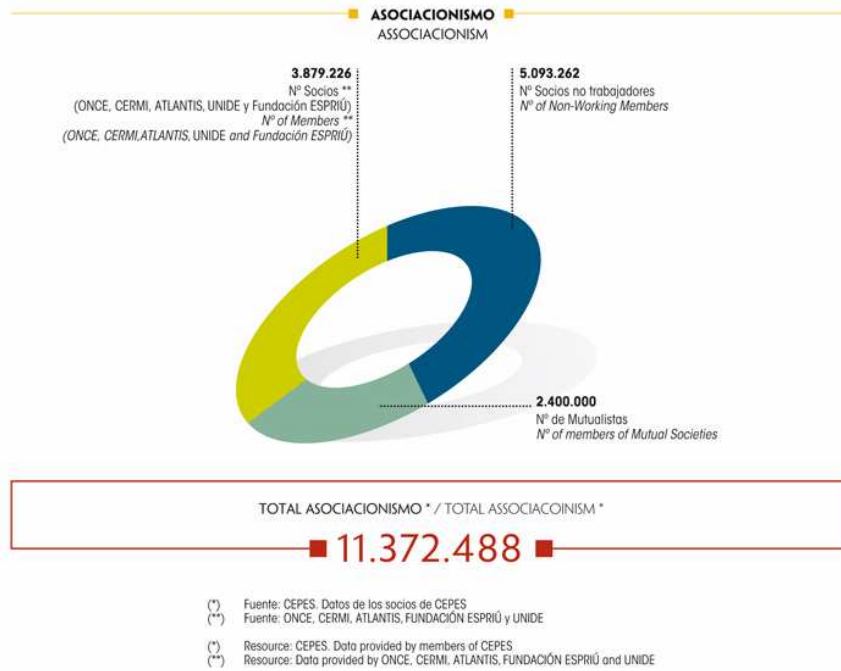 ASOCIACIONISMO
ASSOCIACIONISM
3.879.226
Nº Socios **
(ONCE, CERMI, ATLANTIS, UNIDE y Fundación ESPRIÚ)
Nº of Members **
(ONCE, CERMI,ATLANTIS, UNIDE and Fundación ESPRIÚ)
5.093.262
Nº Socios no trabajadores
Nº of Non-Working Members
2.400.000
Nº de Mutualistas
Nº of members of Mutual Societies
TOTAL ASOCIACIONISMO * / TOTAL ASSOCIACOINISM *
11.372.488
(*) Fuente: CEPES. Datos de los socios de CEPES
(**) Fuente: ONCE, CERMI, ATLANTIS, FUNDACIÓN ESPRIÚ y UNIDE
(*) Resource: CEPES. Data provided by members of CEPES
(**) Resource: Data provided by ONCE, CERMI, ATLANTIS, FUNDACIÓN ESPRIÚ and UNIDE